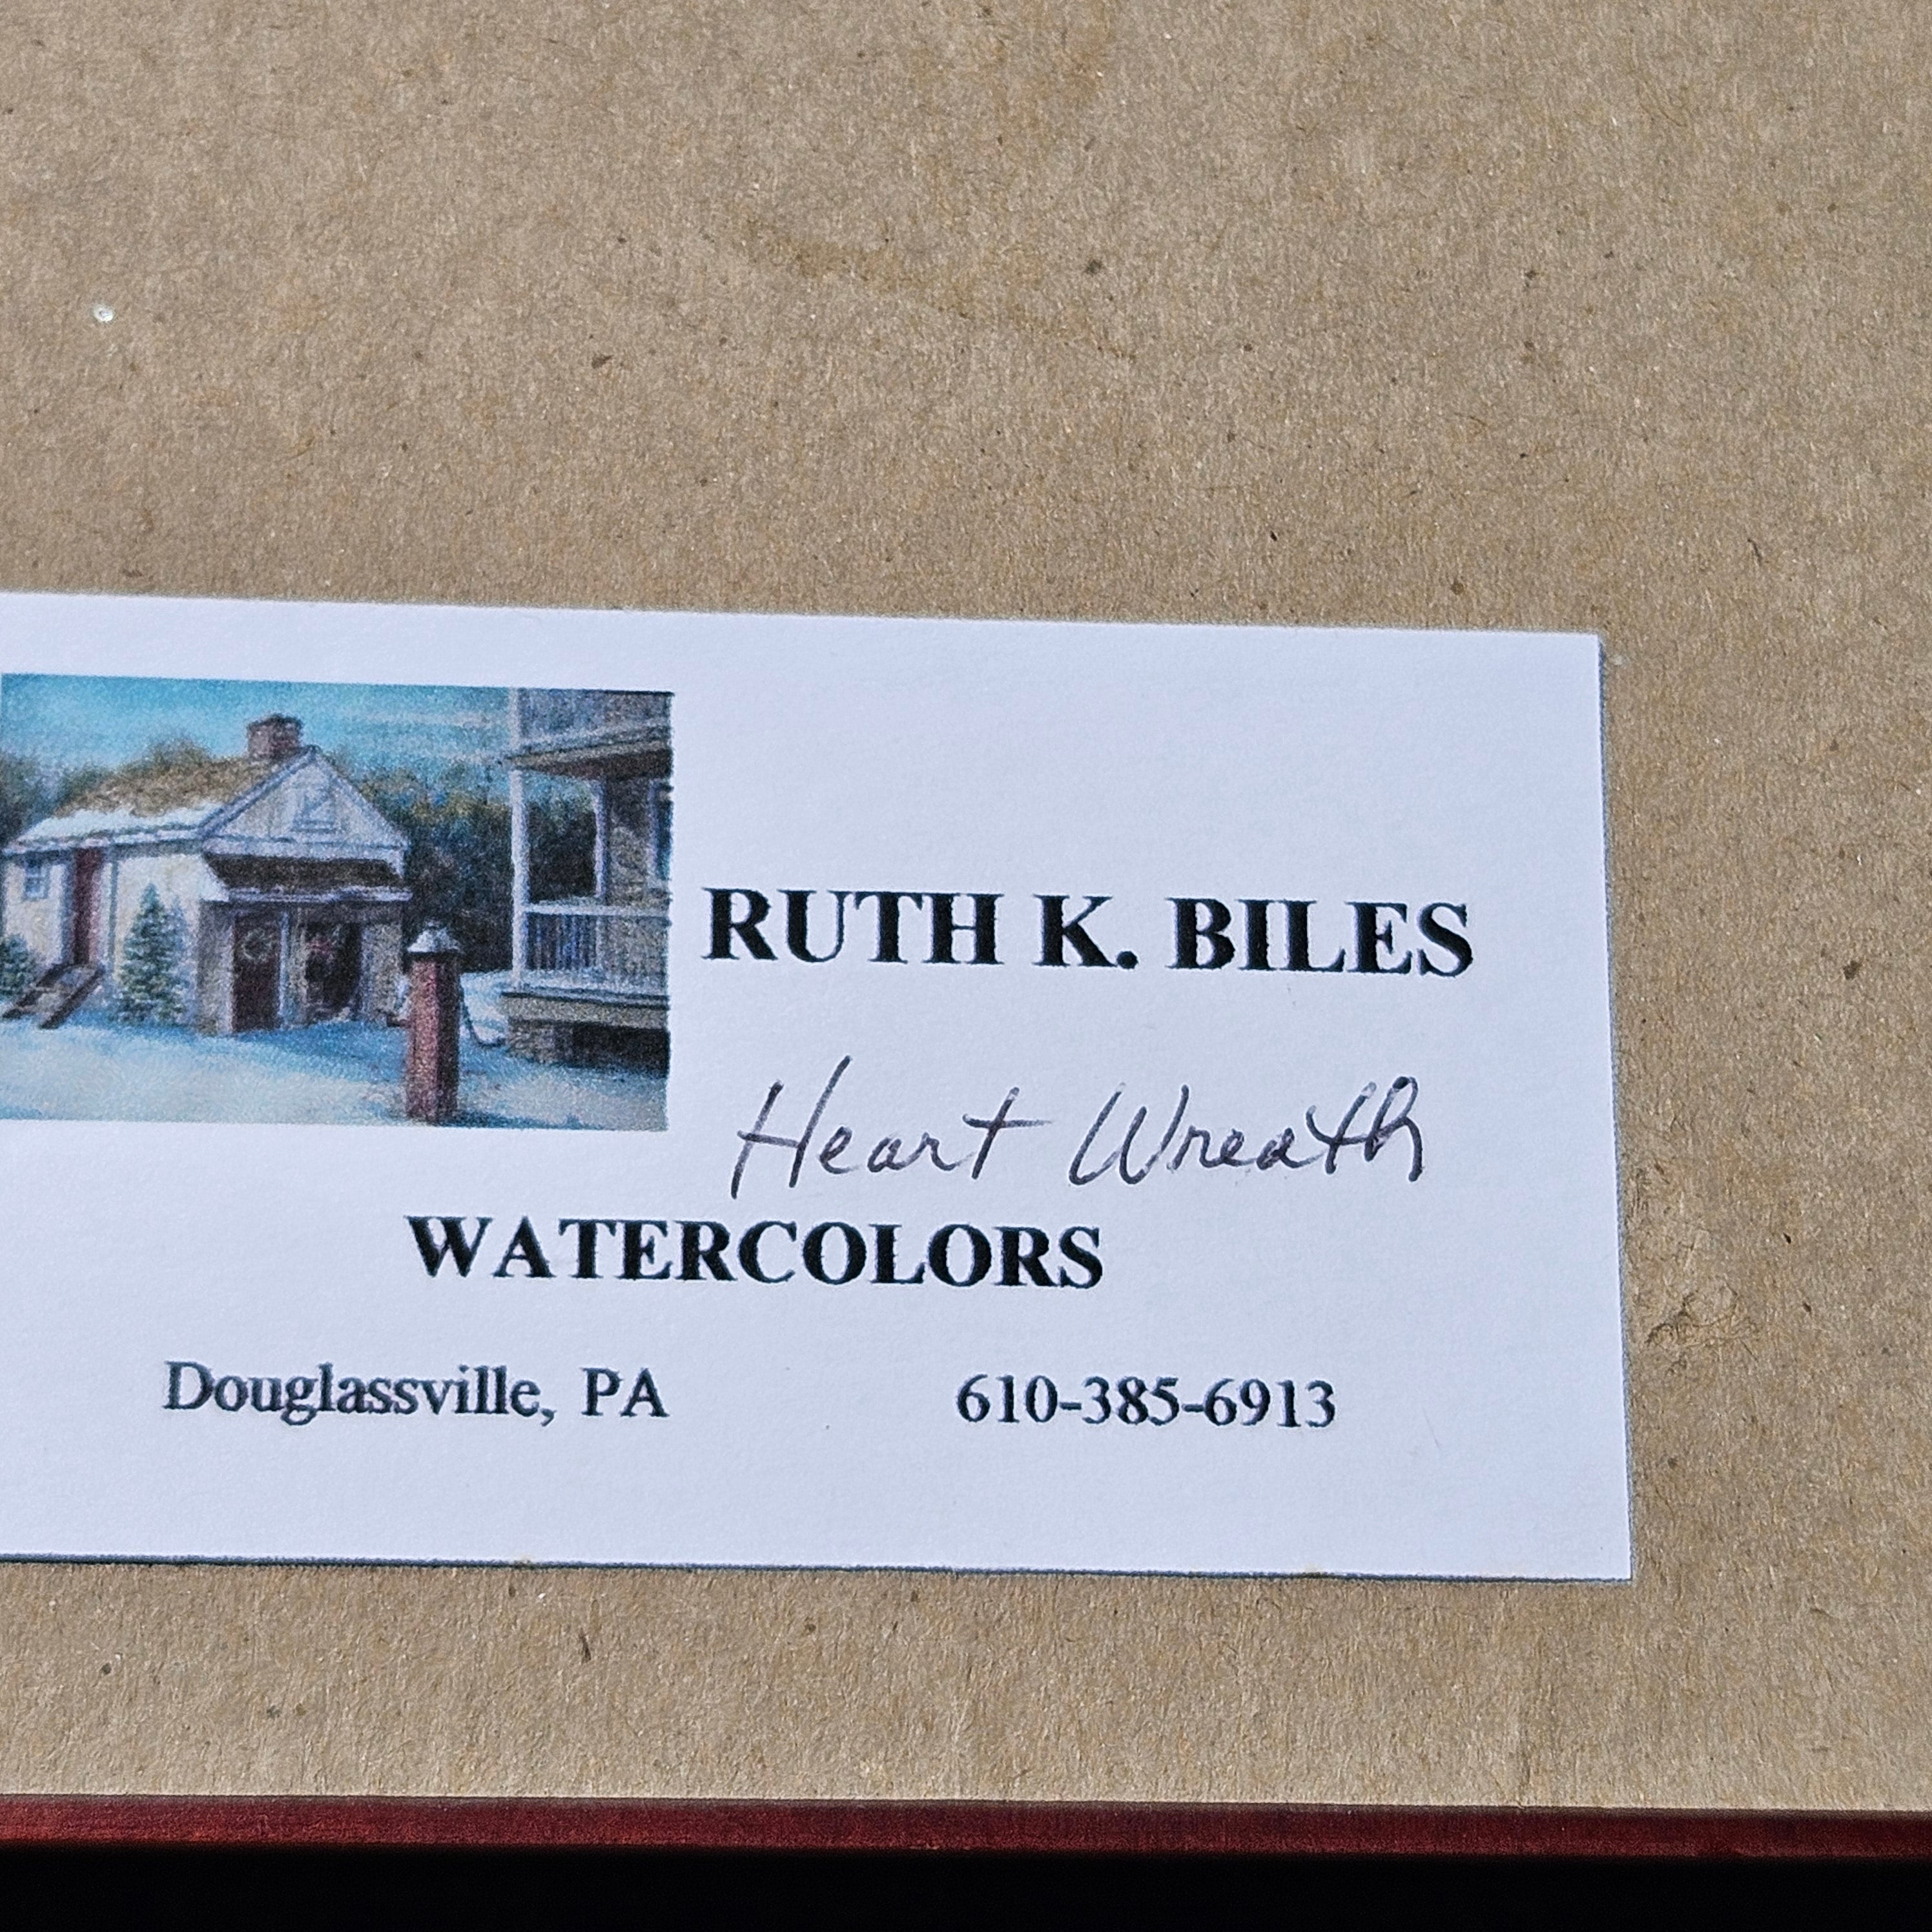 RUTH K. BILES
Heart Wreath
WATERCOLORS
Douglassville, PA 610-385-6913